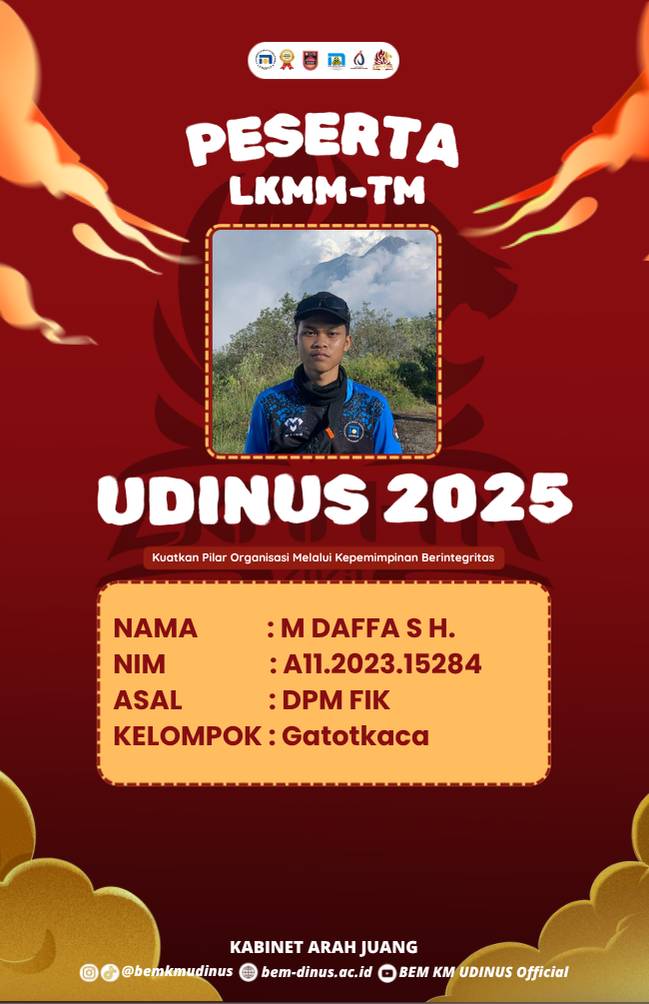 PESERTA
LKMM-TM
UDINUS 2025
Kuatkan Pilar Organisasi Melalui Kepemimpinan Berintegritas
NAMA : M DAFFA S H.
NIM : A11.2023.15284
ASAL : DPM FIK
KELOMPOK : Gatotkaca
KABINET ARAH JUANG
@bemkmudinus bem-dinus.ac.id BEM KM UDINUS Official